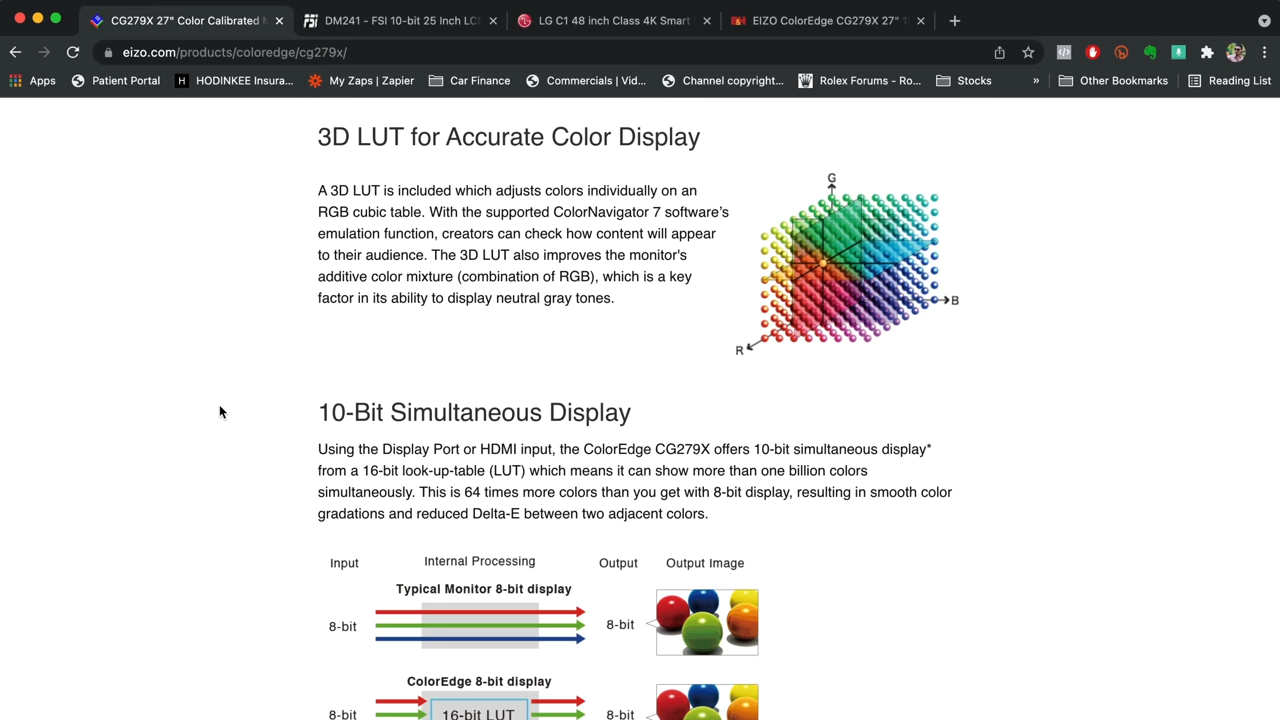 CG279X 27" Color Calibrated
DM241 - FSI 10-bit 25 Inch LC
LG C1 48 inch Class 4K Smart
EIZO ColorEdge CG279X 27"
eizo.com/products/coloredge/cg279x/
Apps
Patient Portal
HODINKEE Insura...
My Zaps | Zapier
Car Finance
Commercials | Vid...
Channel copyright...
Rolex Forums - Ro...
Stocks
»
Other Bookmarks
Reading List
3D LUT for Accurate Color Display
A 3D LUT is included which adjusts colors individually on an
RGB cubic table. With the supported ColorNavigator 7 software's
emulation function, creators can check how content will appear
to their audience. The 3D LUT also improves the monitor's
additive color mixture (combination of RGB), which is a key
factor in its ability to display neutral gray tones.
G
B
R
10-Bit Simultaneous Display
Using the Display Port or HDMI input, the ColorEdge CG279X offers 10-bit simultaneous display*
from a 16-bit look-up-table (LUT) which means it can show more than one billion colors
simultaneously. This is 64 times more colors than you get with 8-bit display, resulting in smooth color
gradations and reduced Delta-E between two adjacent colors.
Input
Internal Processing
Output
Output Image
Typical Monitor 8-bit display
8-bit
8-bit
ColorEdge 8-bit display
8-bit
16-bit LUT
8-bit